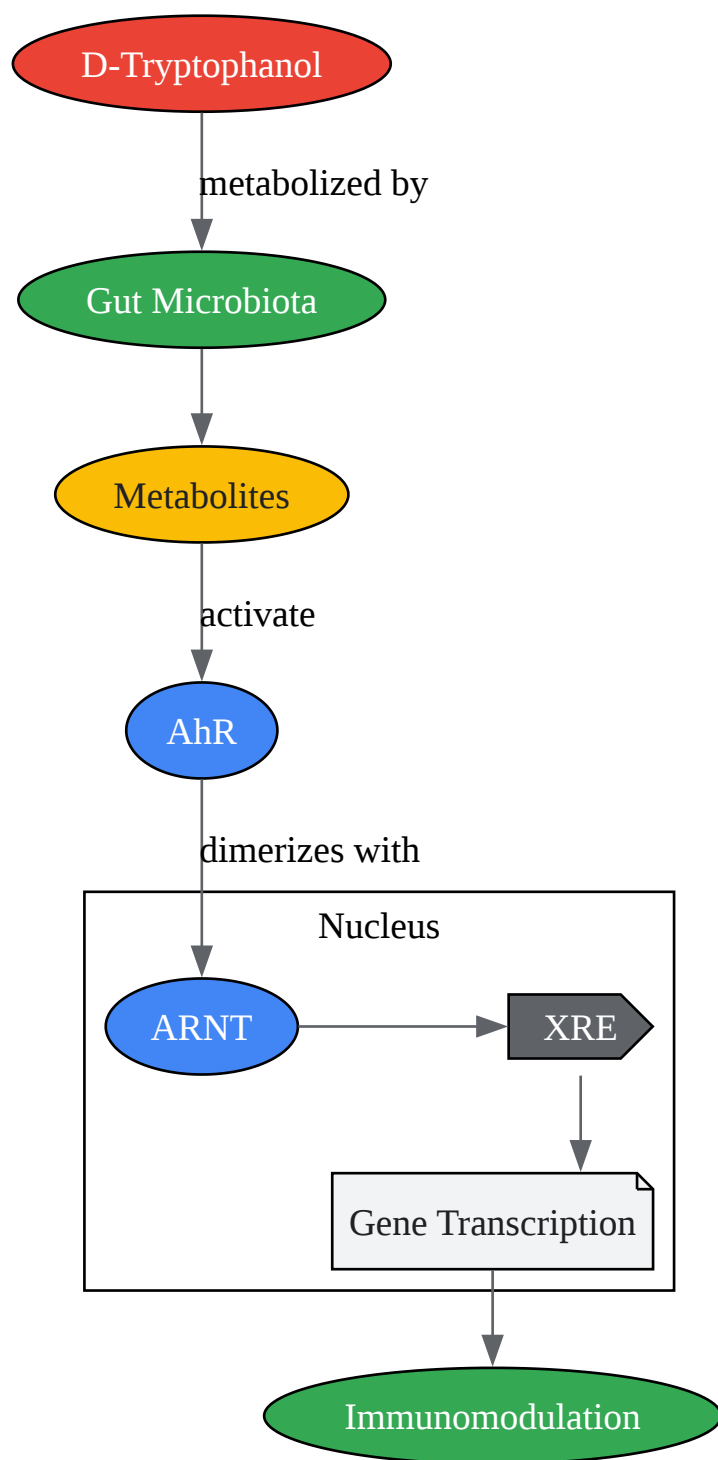 D-Tryptophanol
metabolized by
Gut Microbiota
Metabolites
activate
AhR
dimerizes with
Nucleus
ARNT
XRE
Gene Transcription
Immunomodulation